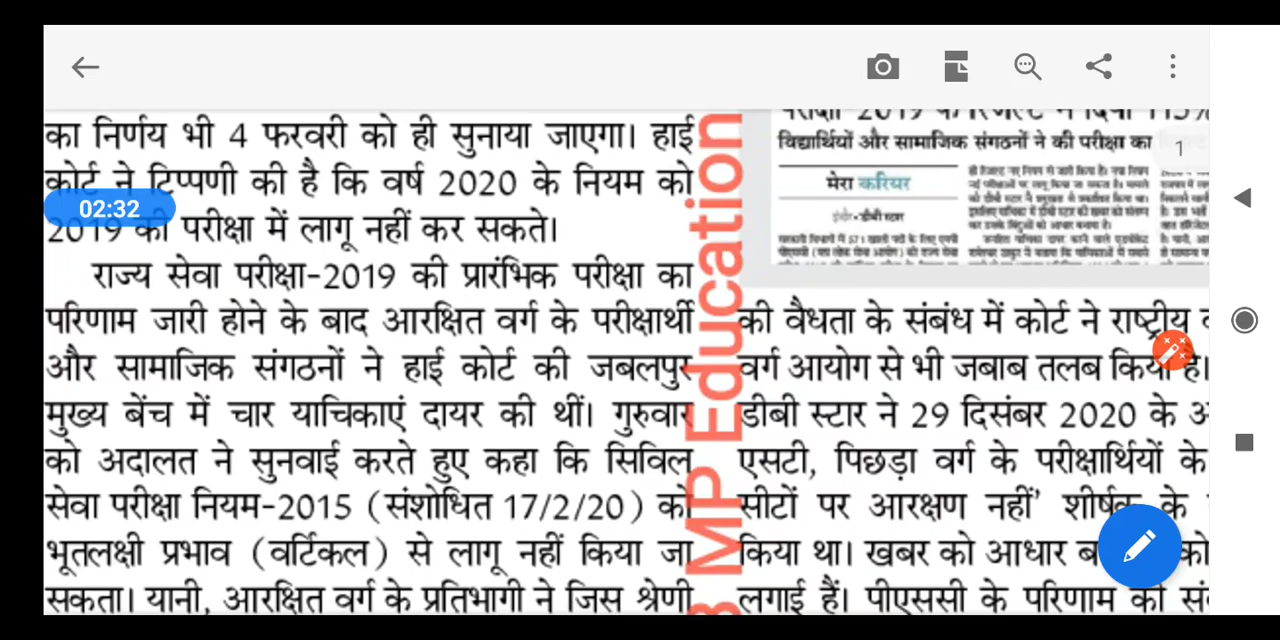 का निर्णय भी 4 फरवरी को ही सुनाया जाएगा। हाई
कोर्ट ने टिप्पणी की है कि वर्ष 2020 के नियम को
02:32
2019 की परीक्षा में लागू नहीं कर सकते।
राज्य सेवा परीक्षा-2019 की प्रारंभिक परीक्षा का
परिणाम जारी होने के बाद आरक्षित वर्ग के परीक्षार्थी
और सामाजिक संगठनों ने हाई कोर्ट की जबलपुर
मुख्य बेंच में चार याचिकाएं दायर की थीं। गुरुवार
को अदालत ने सुनवाई करते हुए कहा कि सिविल
सेवा परीक्षा नियम-2015 (संशोधित 17/2/20) को
भूतलक्षी प्रभाव (वर्टिकल) से लागू नहीं किया जा
सकता। यानी, आरक्षित वर्ग के प्रतिभागी ने जिस श्रेणी
MP Education
विद्यार्थियों और सामाजिक संगठनों ने की परीक्षा का
1
मेरा करियर
इंदौर • डीबी स्टार
की वैधता के संबंध में कोर्ट ने राष्ट्रीय
वर्ग आयोग से भी जबाब तलब किया है।
डीबी स्टार ने 29 दिसंबर 2020 के
एसटी, पिछड़ा वर्ग के परीक्षार्थियों के
सीटों पर आरक्षण नहीं' शीर्षक के
किया था। खबर को आधार को
लगाई हैं। पीएससी के परिणाम को